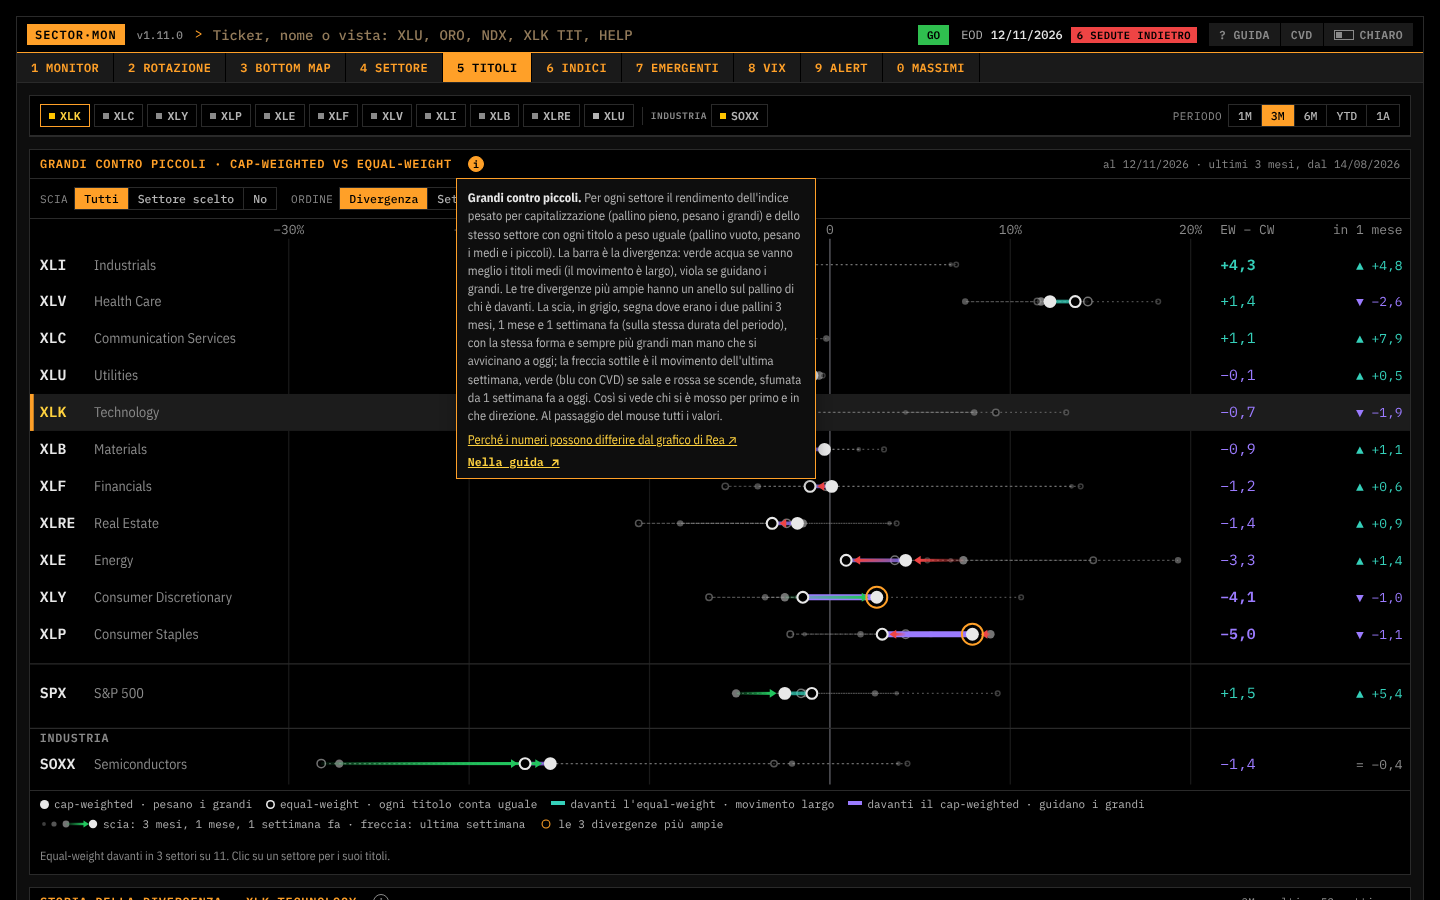 SECTOR·MON v1.11.0 > Ticker, nome o vista: XLU, ORO, NDX, XLK TIT, HELP GO EOD 12/11/2026 6 SEDUTE INDIETRO ? GUIDA CVD CHIARO
1 MONITOR 2 ROTAZIONE 3 BOTTOM MAP 4 SETTORE 5 TITOLI 6 INDICI 7 EMERGENTI 8 VIX 9 ALERT 0 MASSIMI
XLK XLC XLY XLP XLE XLF XLV XLI XLB XLRE XLU INDUSTRIA SOXX PERIODO 1M 3M 6M YTD 1A
GRANDI CONTRO PICCOLI · CAP-WEIGHTED VS EQUAL-WEIGHT i al 12/11/2026 · ultimi 3 mesi, dal 14/08/2026
SCIA Tutti Settore scelto No ORDINE Divergenza Set
Grandi contro piccoli. Per ogni settore il rendimento dell'indice
pesato per capitalizzazione (pallino pieno, pesano i grandi) e dello
stesso settore con ogni titolo a peso uguale (pallino vuoto, pesano
i medi e i piccoli). La barra è la divergenza: verde acqua se vanno
meglio i titoli medi (il movimento è largo), viola se guidano i
grandi. Le tre divergenze più ampie hanno un anello sul pallino di
chi è davanti. La scia, in grigio, segna dove erano i due pallini 3
mesi, 1 mese e 1 settimana fa (sulla stessa durata del periodo),
con la stessa forma e sempre più grandi man mano che si
avvicinano a oggi; la freccia sottile è il movimento dell'ultima
settimana, verde (blu con CVD) se sale e rossa se scende, sfumata
da 1 settimana fa a oggi. Così si vede chi si è mosso per primo e in
che direzione. Al passaggio del mouse tutti i valori.
Perché i numeri possono differire dal grafico di Rea ↗
Nella guida ↗
−30% 0 10% 20% EW − CW in 1 mese
XLI Industrials +4,3 ▲ +4,8
XLV Health Care +1,4 ▼ −2,6
XLC Communication Services +1,1 ▲ +7,9
XLU Utilities −0,1 ▲ +0,5
XLK Technology −0,7 ▼ −1,9
XLB Materials −0,9 ▲ +1,1
XLF Financials −1,2 ▲ +0,6
XLRE Real Estate −1,4 ▲ +0,9
XLE Energy −3,3 ▲ +1,4
XLY Consumer Discretionary −4,1 ▼ −1,0
XLP Consumer Staples −5,0 ▼ −1,1
SPX S&P 500 +1,5 ▲ +5,4
INDUSTRIA
SOXX Semiconductors −1,4 = −0,4
cap-weighted · pesano i grandi equal-weight · ogni titolo conta uguale davanti l'equal-weight · movimento largo davanti il cap-weighted · guidano i grandi
scia: 3 mesi, 1 mese, 1 settimana fa · freccia: ultima settimana le 3 divergenze più ampie
Equal-weight davanti in 3 settori su 11. Clic su un settore per i suoi titoli.
STORIA DELLA DIVERGENZA · XLK TECHNOLOGY